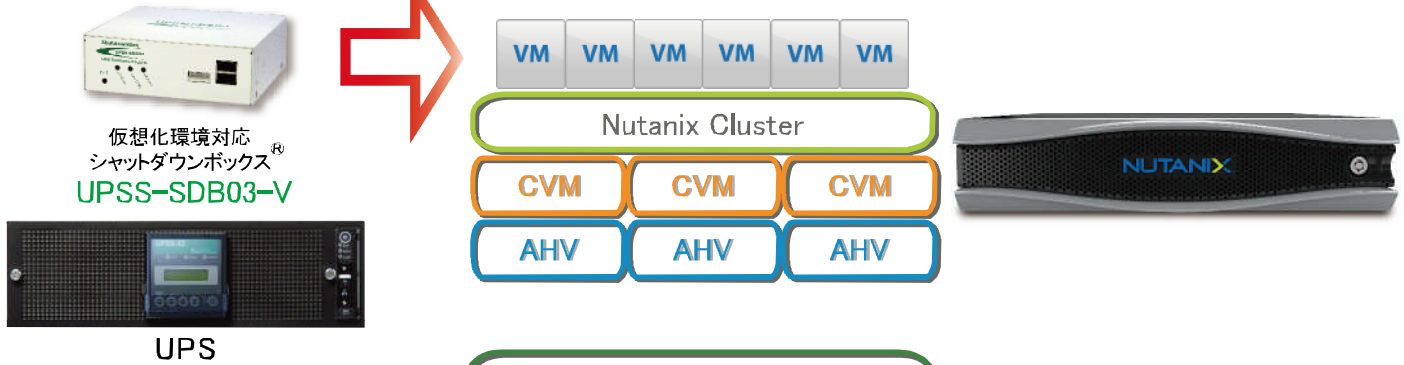 仮想化環境対応
シャットダウンボックス®
UPSS-SDB03-V
UPS
VM VM VM VM VM VM
Nutanix Cluster
CVM CVM CVM
AHV AHV AHV
NUTANIX